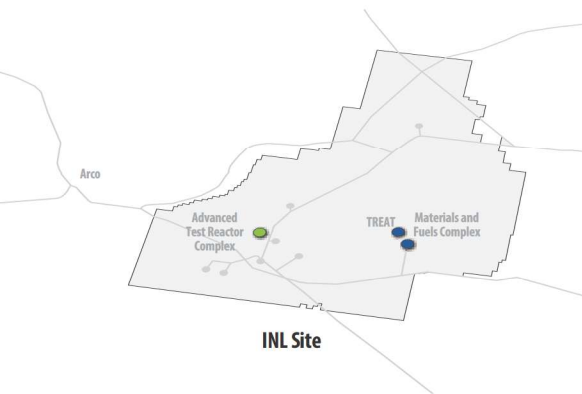 Arco
Advanced
Test Reactor
Complex
TREAT
Materials and
Fuels Complex
INL Site